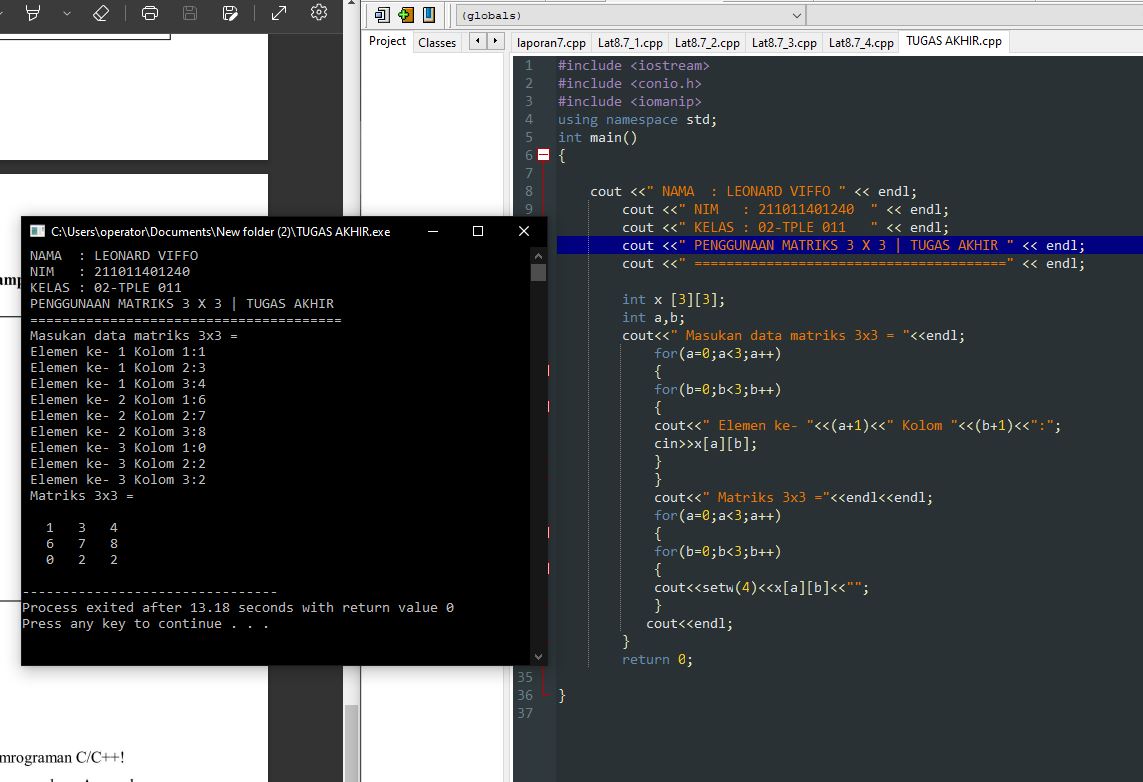 (globals)
Project Classes laporan7.cpp Lat8.7_1.cpp Lat8.7_2.cpp Lat8.7_3.cpp Lat8.7_4.cpp TUGAS AKHIR.cpp
1 #include <iostream>
2 #include <conio.h>
3 #include <iomanip>
4 using namespace std;
5 int main()
6 {
7
8 cout <<" NAMA  : LEONARD VIFFO " << endl;
9 cout <<" NIM   : 211011401240  " << endl;
cout <<" KELAS : 02-TPLE 011   " << endl;
cout <<" PENGGUNAAN MATRIKS 3 X 3 | TUGAS AKHIR " << endl;
cout <<" =======================================" << endl;
int x [3][3];
int a,b;
cout<<" Masukan data matriks 3x3 = "<<endl;
for(a=0;a<3;a++)
{
for(b=0;b<3;b++)
{
cout<<" Elemen ke- "<<(a+1)<<" Kolom "<<(b+1)<<":";
cin>>x[a][b];
}
}
cout<<" Matriks 3x3 ="<<endl<<endl;
for(a=0;a<3;a++)
{
for(b=0;b<3;b++)
{
cout<<setw(4)<<x[a][b]<<"";
}
cout<<endl;
}
return 0;
35
36 }
37
C:\Users\operator\Documents\New folder (2)\TUGAS AKHIR.exe
NAMA  : LEONARD VIFFO
NIM   : 211011401240
KELAS : 02-TPLE 011
PENGGUNAAN MATRIKS 3 X 3 | TUGAS AKHIR
=======================================
Masukan data matriks 3x3 =
Elemen ke- 1 Kolom 1:1
Elemen ke- 1 Kolom 2:3
Elemen ke- 1 Kolom 3:4
Elemen ke- 2 Kolom 1:6
Elemen ke- 2 Kolom 2:7
Elemen ke- 2 Kolom 3:8
Elemen ke- 3 Kolom 1:0
Elemen ke- 3 Kolom 2:2
Elemen ke- 3 Kolom 3:2
Matriks 3x3 =
1   3   4
6   7   8
0   2   2
--------------------------------
Process exited after 13.18 seconds with return value 0
Press any key to continue . . .
mrograman C/C++!